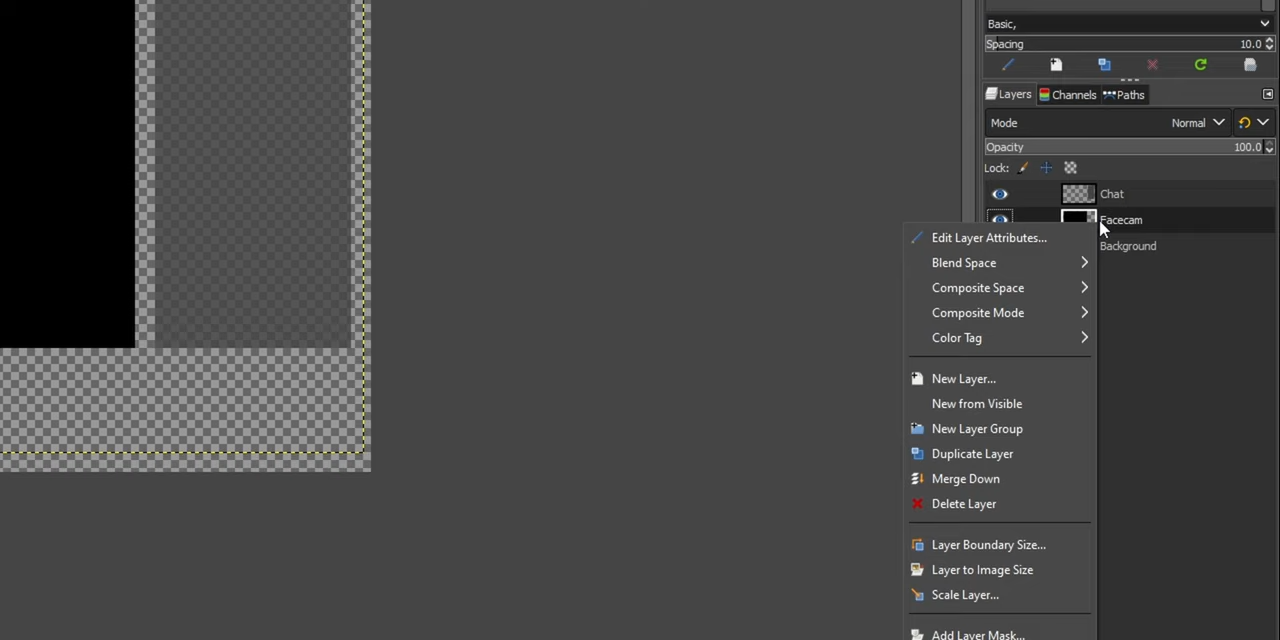 Basic,
Spacing 10.0
Layers Channels Paths
Mode Normal
Opacity 100.0
Lock:
Chat
Facecam
Background
Edit Layer Attributes...
Blend Space
Composite Space
Composite Mode
Color Tag
New Layer...
New from Visible
New Layer Group
Duplicate Layer
Merge Down
Delete Layer
Layer Boundary Size...
Layer to Image Size
Scale Layer...
Add Layer Mask...